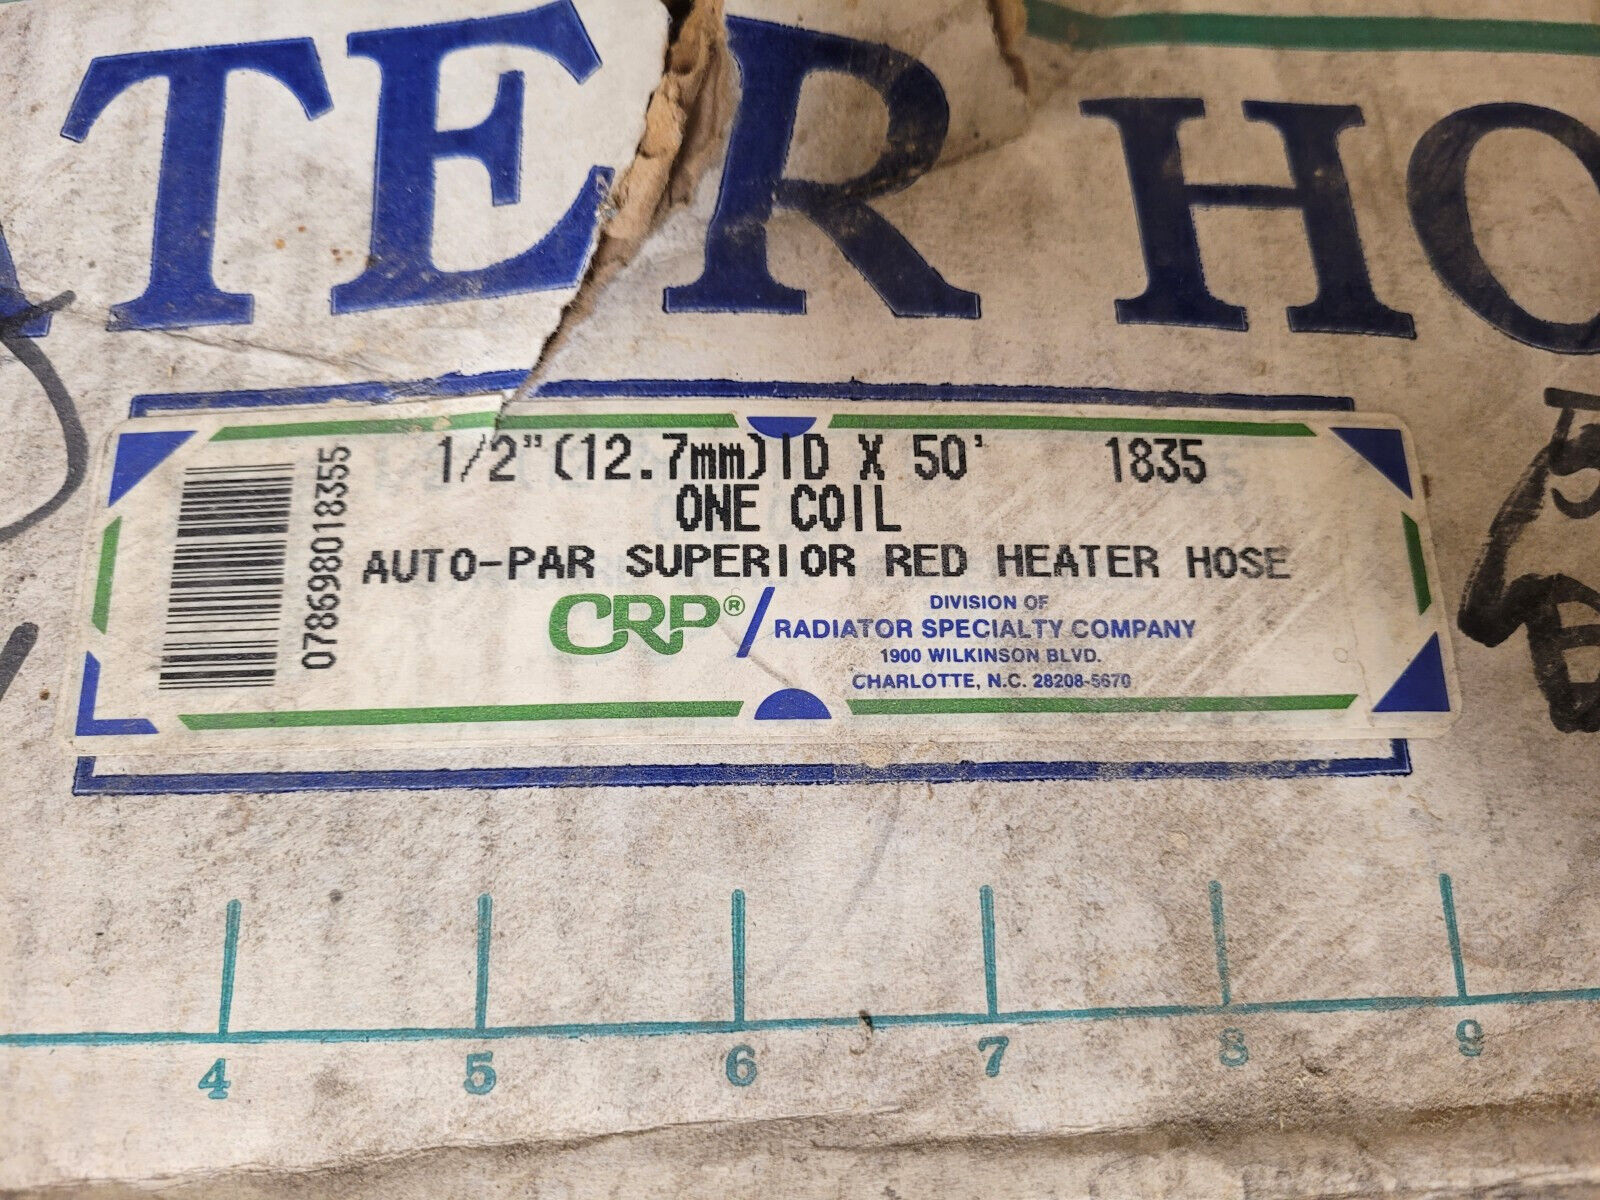 TER HO
1/2"(12.7mm)ID X 50' 1835
ONE COIL
AUTO-PAR SUPERIOR RED HEATER HOSE
078698018355
CRP®/
DIVISION OF
RADIATOR SPECIALTY COMPANY
1900 WILKINSON BLVD.
CHARLOTTE, N.C. 28208-5670
4 5 6 7 8 9